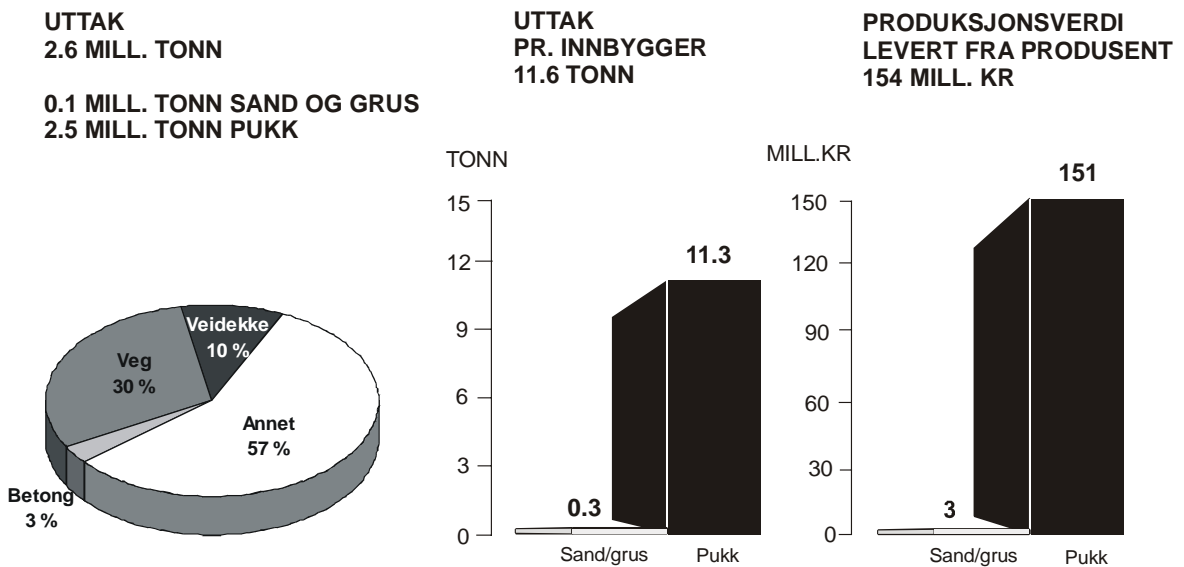 UTTAK
2.6 MILL. TONN
0.1 MILL. TONN SAND OG GRUS
2.5 MILL. TONN PUKK
Veidekke
10 %
Veg
30 %
Annet
57 %
Betong
3 %
UTTAK
PR. INNBYGGER
11.6 TONN
TONN
15
12
9
6
3
0
11.3
0.3
Sand/grus
Pukk
PRODUKSJONSVERDI
LEVERT FRA PRODUSENT
154 MILL. KR
MILL.KR
150
120
90
60
30
0
151
3
Sand/grus
Pukk